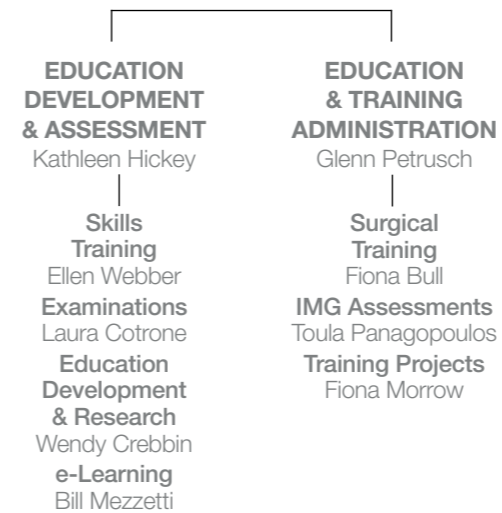 EDUCATION
DEVELOPMENT
& ASSESSMENT
Kathleen Hickey
Skills
Training
Ellen Webber
Examinations
Laura Cotrone
Education
Development
& Research
Wendy Crebbin
e-Learning
Bill Mezzetti
EDUCATION
& TRAINING
ADMINISTRATION
Glenn Petrusch
Surgical
Training
Fiona Bull
IMG Assessments
Toula Panagopoulos
Training Projects
Fiona Morrow